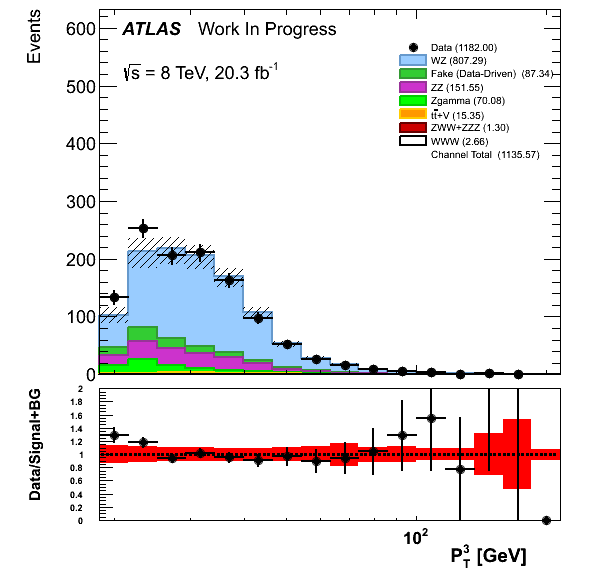 Events
ATLAS Work In Progress
√s = 8 TeV, 20.3 fb⁻¹
Data (1182.00)
WZ (807.29)
Fake (Data-Driven) (87.34)
ZZ (151.55)
Zgamma (70.08)
tt̄+V (15.35)
ZWW+ZZZ (1.30)
WWW (2.66)
Channel Total (1135.57)
600
500
400
300
200
100
0
Data/Signal+BG
2
1.8
1.6
1.4
1.2
1
0.8
0.6
0.4
0.2
0
10²
P_T^3 [GeV]